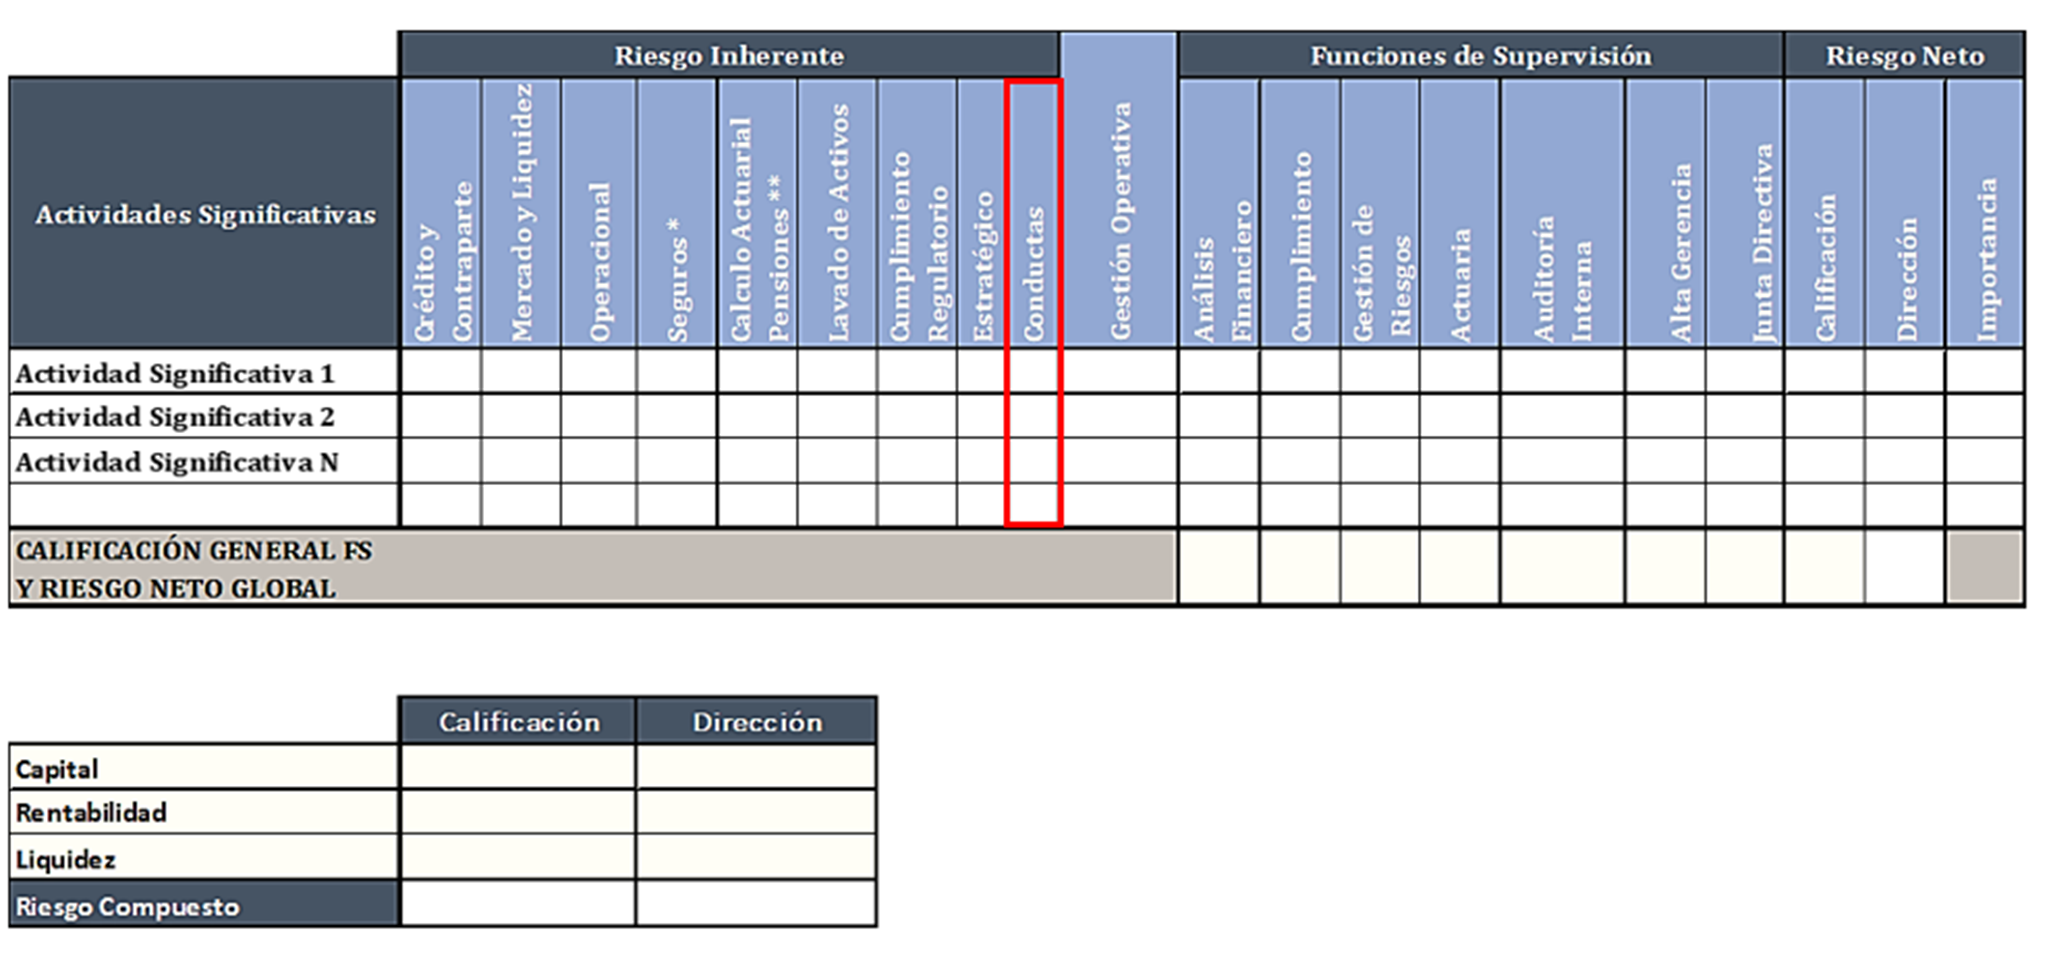 Riesgo Inherente
Funciones de Supervisión
Riesgo Neto
Actividades Significativas
Crédito y
Contraparte
Mercado y Liquidez
Operacional
Seguros*
Calculo Actuarial
Pensiones**
Lavado de Activos
Cumplimiento
Regulatorio
Estratégico
Conductas
Gestión Operativa
Análisis
Financiero
Cumplimiento
Gestión de
Riesgos
Actuaria
Auditoría
Interna
Alta Gerencia
Junta Directiva
Calificación
Dirección
Importancia
Actividad Significativa 1
Actividad Significativa 2
Actividad Significativa N
CALIFICACIÓN GENERAL FS
Y RIESGO NETO GLOBAL
Calificación
Dirección
Capital
Rentabilidad
Liquidez
Riesgo Compuesto